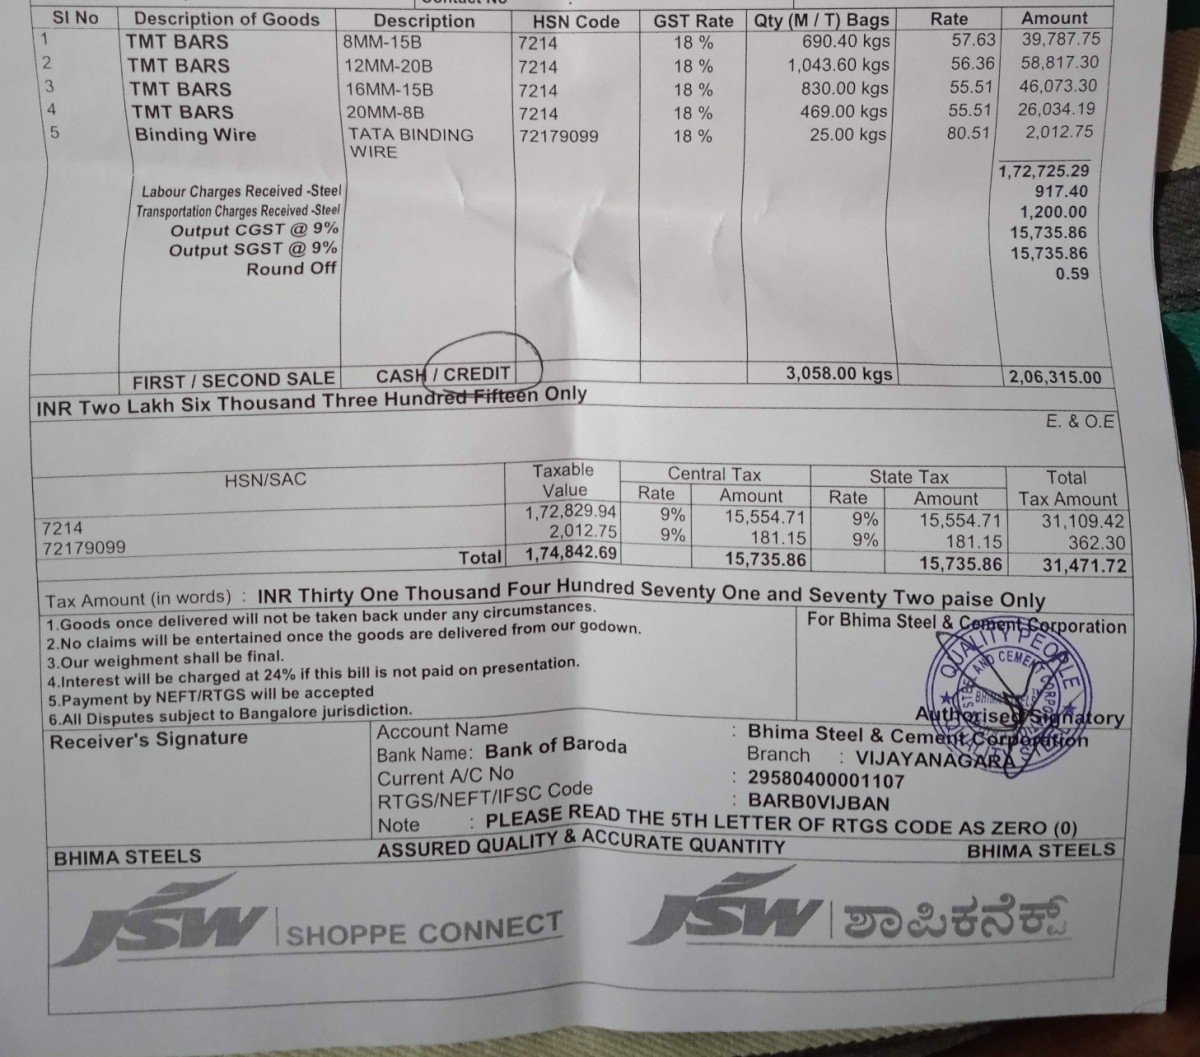 Sl No Description of Goods Description HSN Code GST Rate Qty (M / T) Bags Rate Amount
1 TMT BARS 8MM-15B 7214 18 % 690.40 kgs 57.63 39,787.75
2 TMT BARS 12MM-20B 7214 18 % 1,043.60 kgs 56.36 58,817.30
3 TMT BARS 16MM-15B 7214 18 % 830.00 kgs 55.51 46,073.30
4 TMT BARS 20MM-8B 7214 18 % 469.00 kgs 55.51 26,034.19
5 Binding Wire TATA BINDING 72179099 18 % 25.00 kgs 80.51 2,012.75
WIRE
1,72,725.29
Labour Charges Received -Steel 917.40
Transportation Charges Received -Steel 1,200.00
Output CGST @ 9% 15,735.86
Output SGST @ 9% 15,735.86
Round Off 0.59
FIRST / SECOND SALE CASH / CREDIT 3,058.00 kgs 2,06,315.00
INR Two Lakh Six Thousand Three Hundred Fifteen Only
E. & O.E
HSN/SAC Taxable Central Tax State Tax Total
Value Rate Amount Rate Amount Tax Amount
7214 1,72,829.94 9% 15,554.71 9% 15,554.71 31,109.42
72179099 2,012.75 9% 181.15 9% 181.15 362.30
Total 1,74,842.69 15,735.86 15,735.86 31,471.72
Tax Amount (in words) : INR Thirty One Thousand Four Hundred Seventy One and Seventy Two paise Only
1.Goods once delivered will not be taken back under any circumstances.
2.No claims will be entertained once the goods are delivered from our godown.
3.Our weighment shall be final.
4.Interest will be charged at 24% if this bill is not paid on presentation.
5.Payment by NEFT/RTGS will be accepted
6.All Disputes subject to Bangalore jurisdiction.
For Bhima Steel & Cement Corporation
QUALITY PEOPLE
Authorised Signatory
Receiver's Signature
Account Name : Bhima Steel & Cement Corporation
Bank Name: Bank of Baroda Branch : VIJAYANAGARA
Current A/C No : 29580400001107
RTGS/NEFT/IFSC Code : BARB0VIJBAN
Note : PLEASE READ THE 5TH LETTER OF RTGS CODE AS ZERO (0)
BHIMA STEELS ASSURED QUALITY & ACCURATE QUANTITY BHIMA STEELS
JSW SHOPPE CONNECT JSW ಶಾಪಿಕನೆಕ್ಟ್